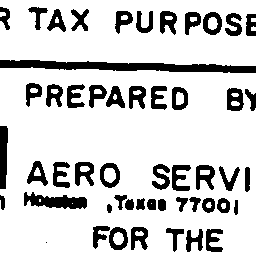 R TAX PURPOSE
PREPARED BY
AERO SERVI
Houston , Texas 77001
FOR THE